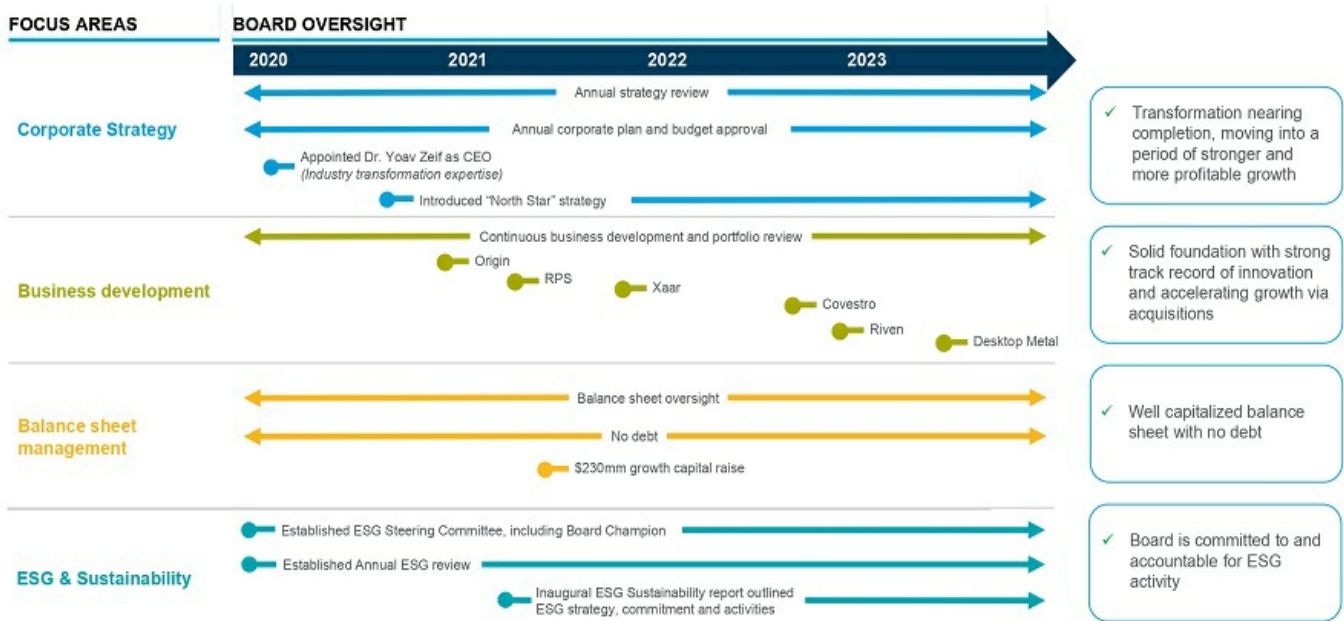 FOCUS AREAS
BOARD OVERSIGHT
2020 2021 2022 2023
Corporate Strategy
Annual strategy review
Annual corporate plan and budget approval
Appointed Dr. Yoav Zeif as CEO
(Industry transformation expertise)
Introduced “North Star” strategy
✓ Transformation nearing
completion, moving into a
period of stronger and
more profitable growth
Business development
Continuous business development and portfolio review
Origin
RPS
Xaar
Covestro
Riven
Desktop Metal
✓ Solid foundation with strong
track record of innovation
and accelerating growth via
acquisitions
Balance sheet
management
Balance sheet oversight
No debt
$230mm growth capital raise
✓ Well capitalized balance
sheet with no debt
ESG & Sustainability
Established ESG Steering Committee, including Board Champion
Established Annual ESG review
Inaugural ESG Sustainability report outlined
ESG strategy, commitment and activities
✓ Board is committed to and
accountable for ESG
activity